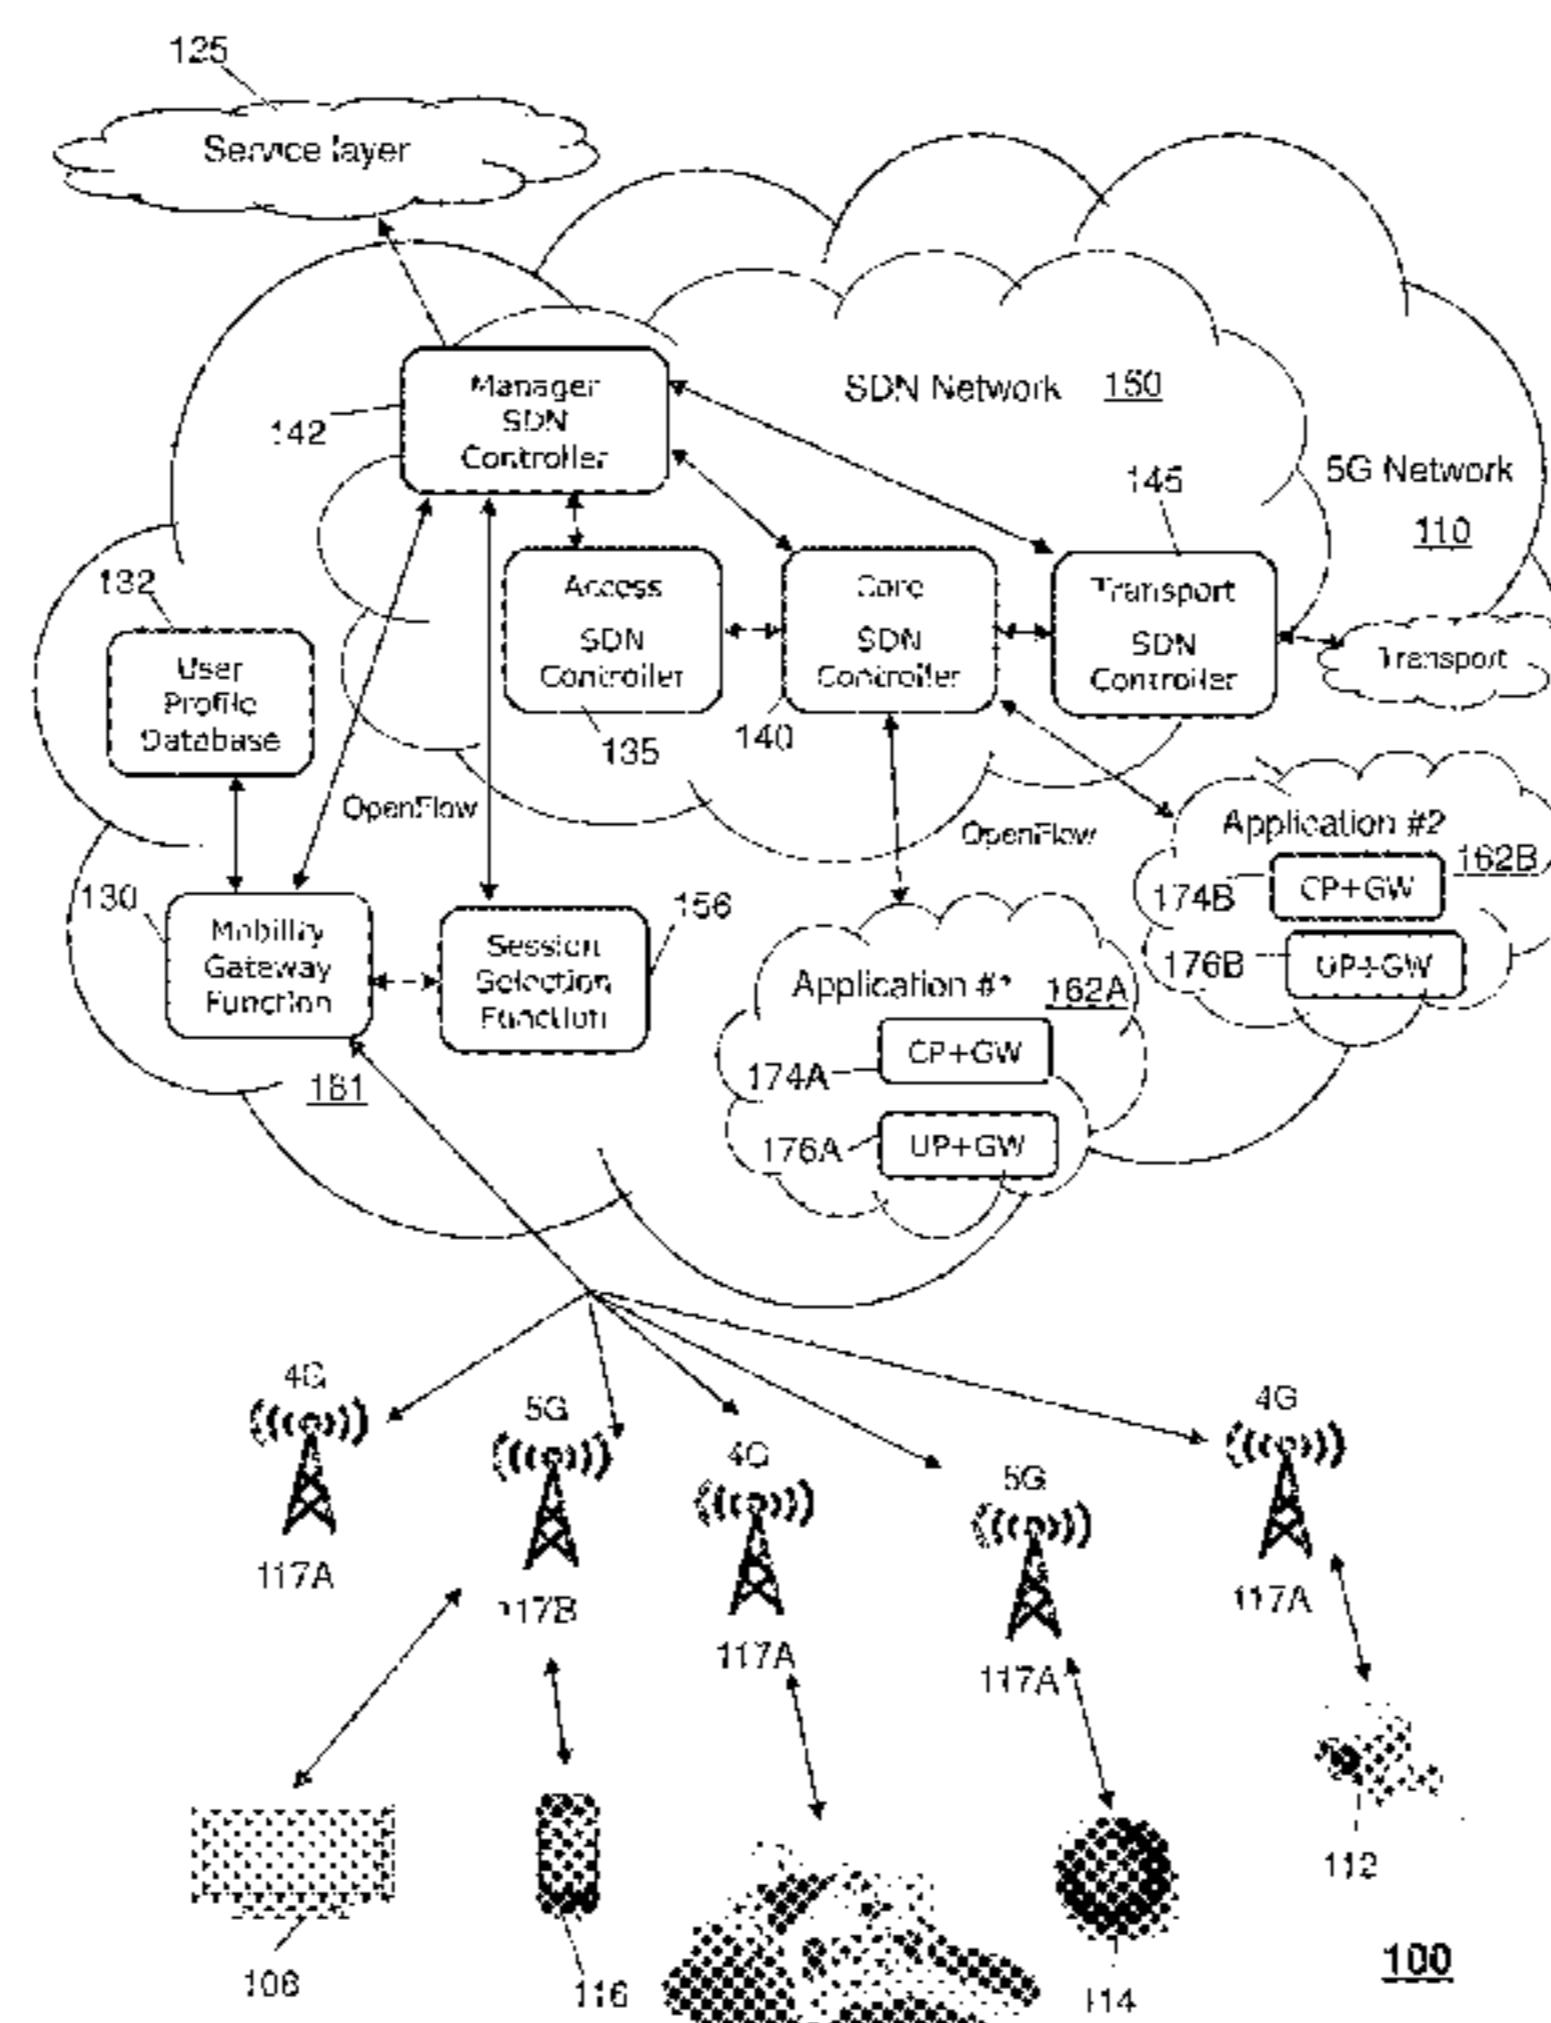 125
Service layer
Manager
SDN
Controller
142
SDN Network 150
5G Network
110
145
132
User
Profile
Database
Access
SDN
Controller
135
Core
SDN
Controller
140
Transport
SDN
Controller
Transport
OpenFlow
OpenFlow
130
Mobility
Gateway
Function
Session
Selection
Function
156
161
Application #1 162A
174A
CP+GW
176A
UP+GW
Application #2
162B
174B
CP+GW
176B
UP+GW
4G
117A
5G
117B
4G
117A
5G
117A
4G
117A
116
114
112
100